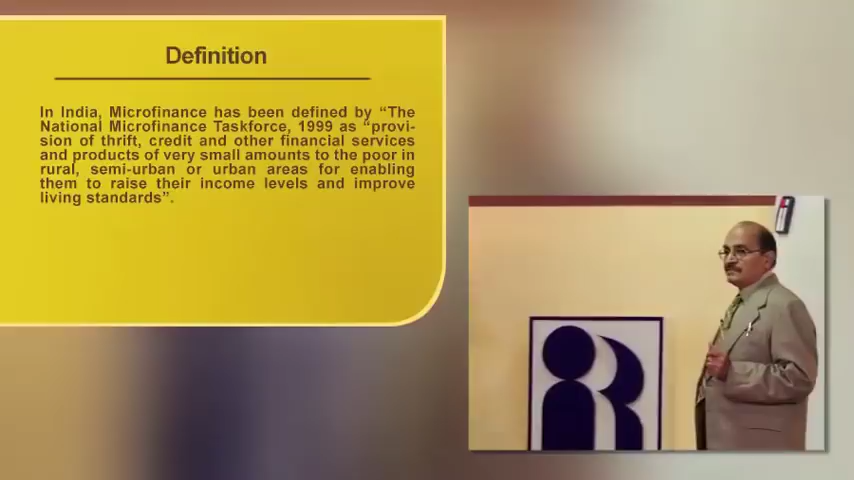 Definition
In India, Microfinance has been defined by “The
National Microfinance Taskforce, 1999 as “provi-
sion of thrift, credit and other financial services
and products of very small amounts to the poor in
rural, semi-urban or urban areas for enabling
them to raise their income levels and improve
living standards”.